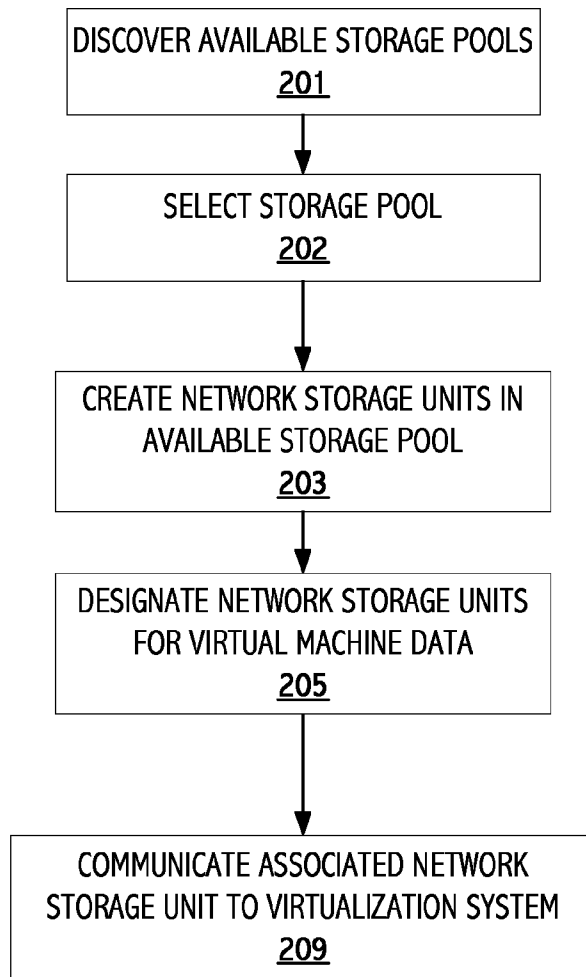 DISCOVER AVAILABLE STORAGE POOLS
201
SELECT STORAGE POOL
202
CREATE NETWORK STORAGE UNITS IN
AVAILABLE STORAGE POOL
203
DESIGNATE NETWORK STORAGE UNITS
FOR VIRTUAL MACHINE DATA
205
COMMUNICATE ASSOCIATED NETWORK
STORAGE UNIT TO VIRTUALIZATION SYSTEM
209